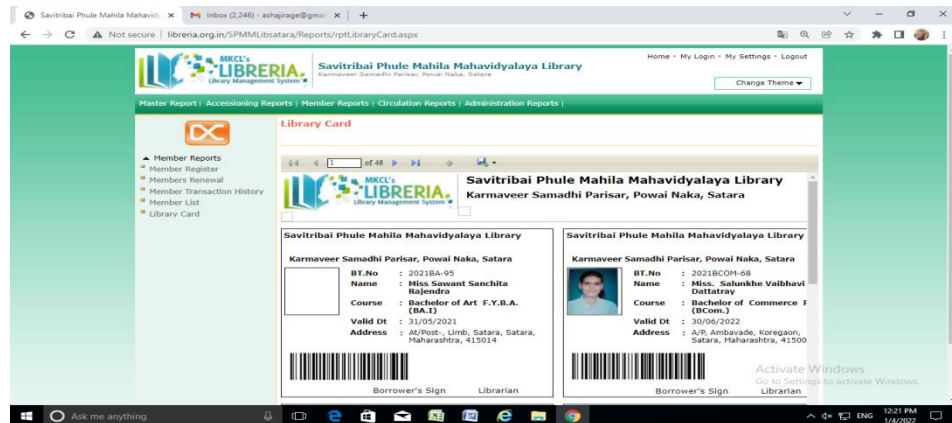 Savitribai Phule Mahila Mahavid
Inbox (2,246) - ashajirage@gmai
Not secure | libreria.org.in/SPMMLibsatara/Reports/rptLibraryCard.aspx
MKCL's
LIBRERIA.
Library Management System
Savitribai Phule Mahila Mahavidyalaya Library
Karmaveer Samadhi Parisar, Powai Naka, Satara
Home - My Login - My Settings - Logout
Change Theme
Master Report | Accessioning Reports | Member Reports | Circulation Reports | Administration Reports |
Library Card
Member Reports
Member Register
Members Renewal
Member Transaction History
Member List
Library Card
1 of 46
MKCL's
LIBRERIA.
Library Management System
Savitribai Phule Mahila Mahavidyalaya Library
Karmaveer Samadhi Parisar, Powai Naka, Satara
Savitribai Phule Mahila Mahavidyalaya Library
Karmaveer Samadhi Parisar, Powai Naka, Satara
BT.No : 2021BA-95
Name : Miss Sawant Sanchita
Rajendra
Course : Bachelor of Art F.Y.B.A.
(BA.I)
Valid Dt : 31/05/2021
Address : At/Post-, Limb, Satara, Satara,
Maharashtra, 415014
Borrower's Sign Librarian
Savitribai Phule Mahila Mahavidyalaya Library
Karmaveer Samadhi Parisar, Powai Naka, Satara
BT.No : 2021BCOM-68
Name : Miss. Salunkhe Vaibhavi
Dattatray
Course : Bachelor of Commerce F
(BCom.)
Valid Dt : 30/06/2022
Address : A/P, Ambavade, Koregaon,
Satara, Maharashtra, 41500
Borrower's Sign Librarian
Activate Windows
Go to Settings to activate Windows.
Ask me anything
ENG
12:21 PM
1/4/2022